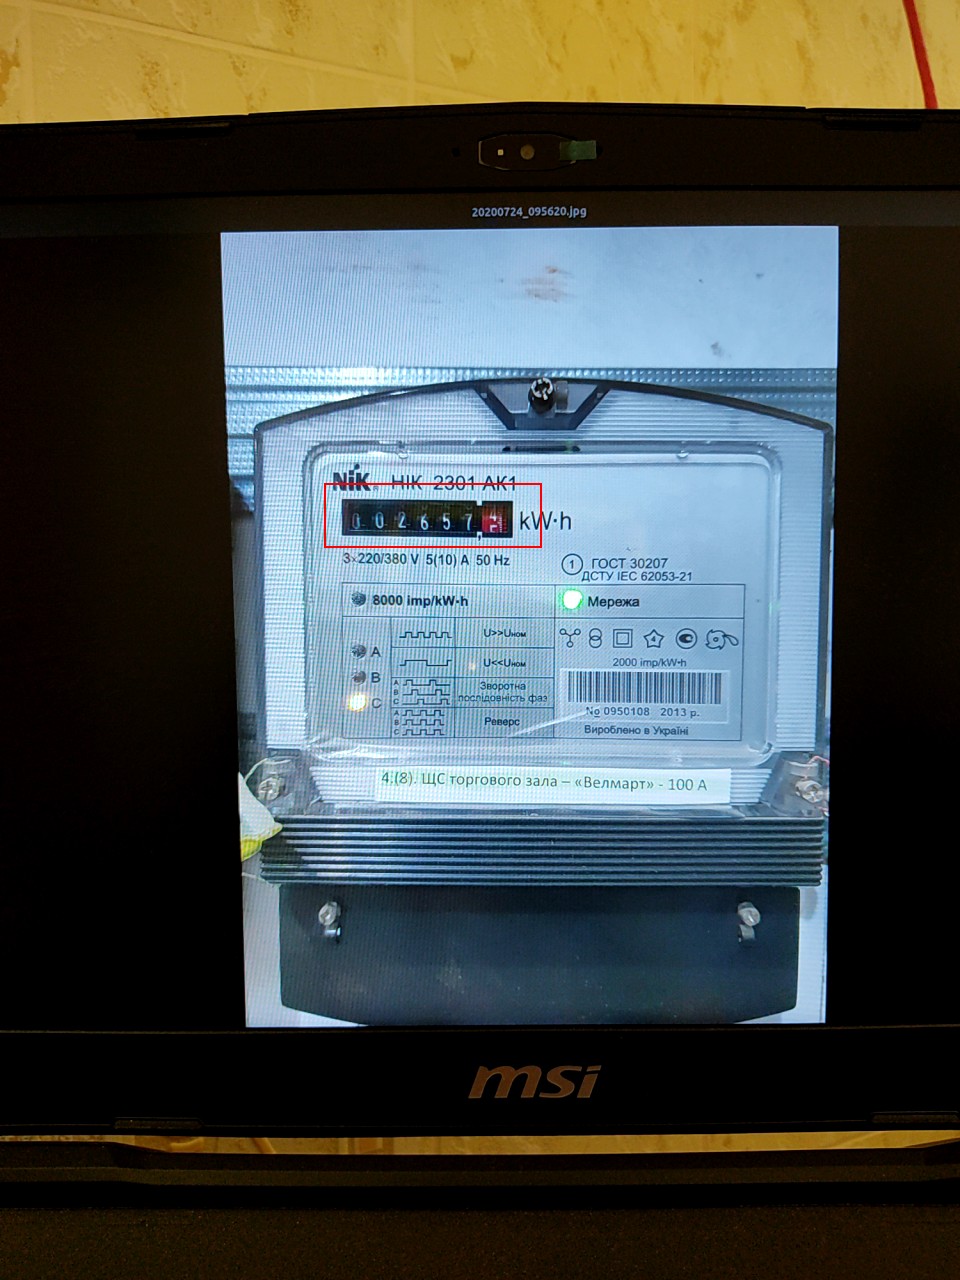 20200724_095620.jpg
NiK НІК 2301 АК1
002657 kW·h
3×220/380 V 5(10) A 50 Hz
1 ГОСТ 30207
ДСТУ IEC 62053-21
8000 imp/kW·h
Мережа
A
B
C
U>>Uном
U<<Uном
A
B
C
Зворотна
послідовність фаз
A
B
C
Реверс
4
2000 imp/kW·h
№ 0950108 2013 р.
Вироблено в Україні
4.(8). ЩС торгового зала – «Велмарт» - 100 А
msi